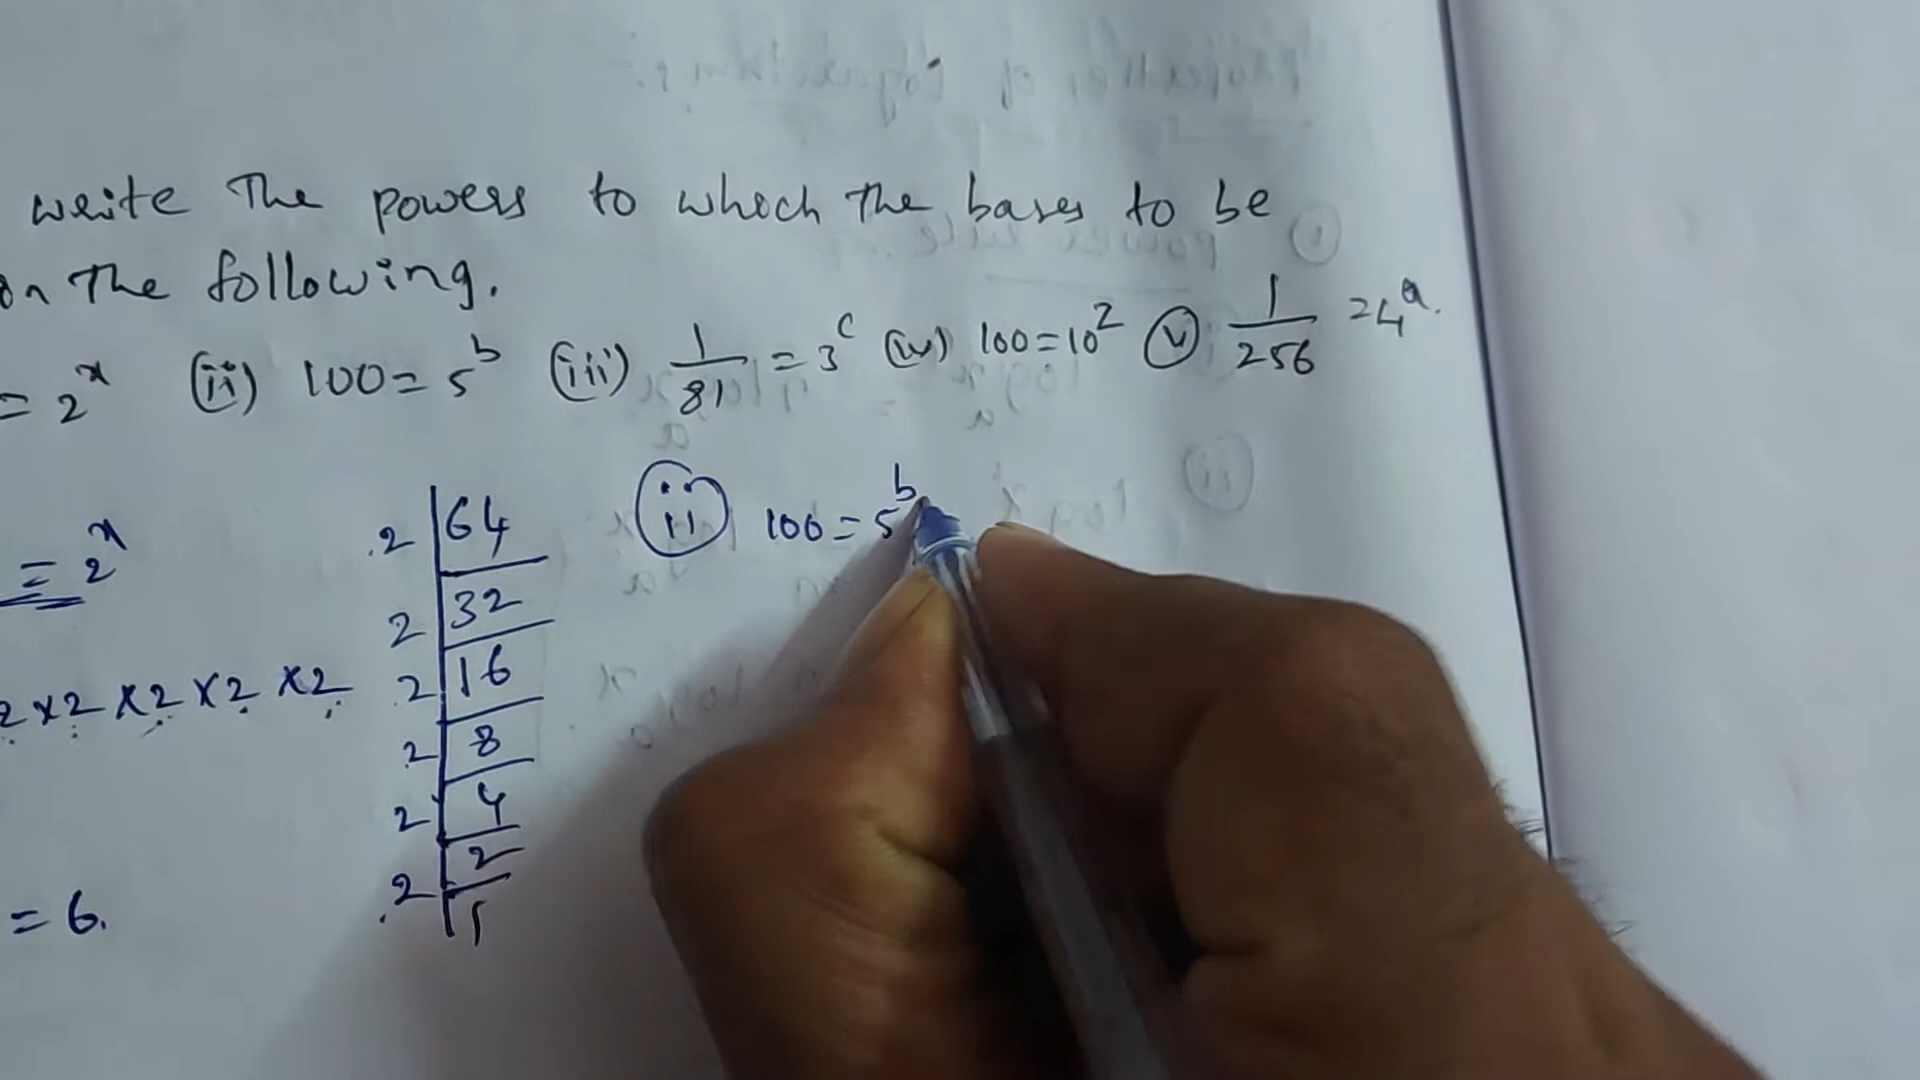 write The powers to which the bases to be
on the following.
= 2^x (ii) 100 = 5^b (iii) 1/81 = 3^c (iv) 100 = 10^2 (v) 1/256 = 4^a.
= 2^x
2 × 2 × 2 × 2 × 2
= 6.
2 | 64
2 | 32
2 | 16
2 | 8
2 | 4
2 | 2
1
(ii) 100 = 5^b